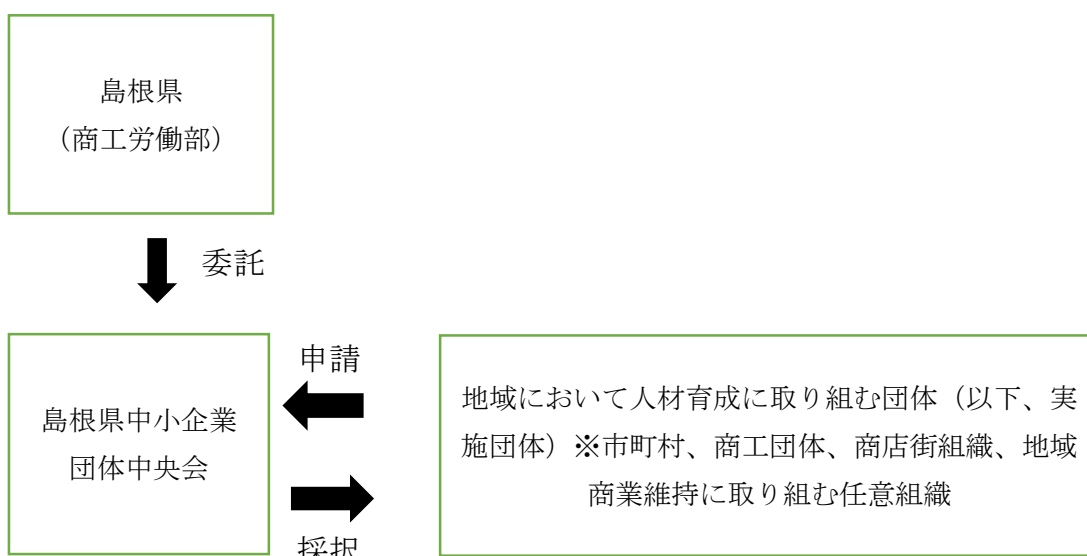 島根県
（商工労働部）
委託
島根県中小企業
団体中央会
申請
採択
地域において人材育成に取り組む団体（以下、実
施団体）※市町村、商工団体、商店街組織、地域
商業維持に取り組む任意組織